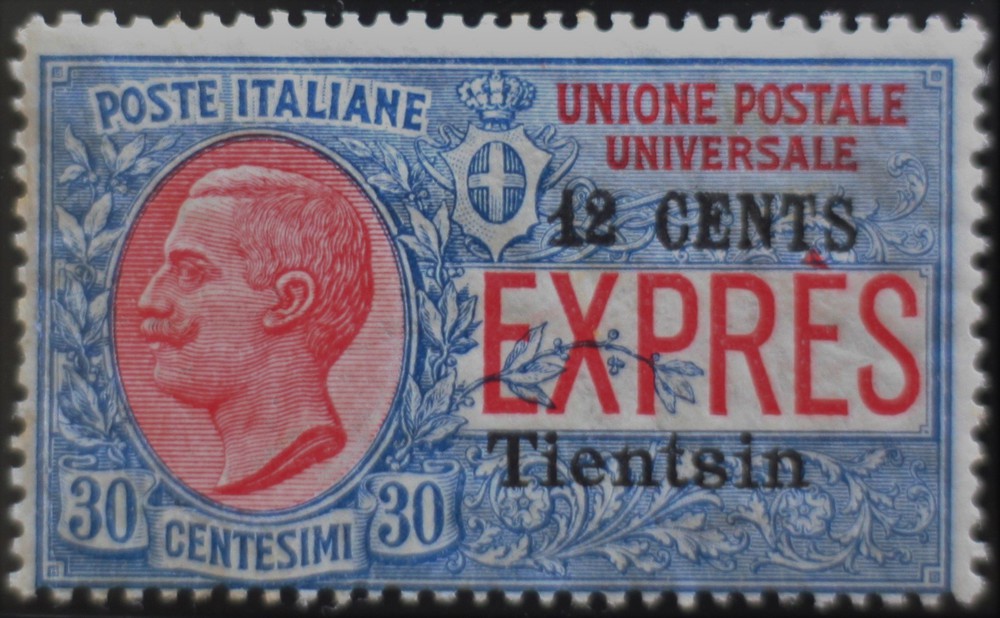 POSTE ITALIANE
UNIONE POSTALE
UNIVERSALE
12 CENTS
EXPRÈS
Tientsin
30 CENTESIMI 30